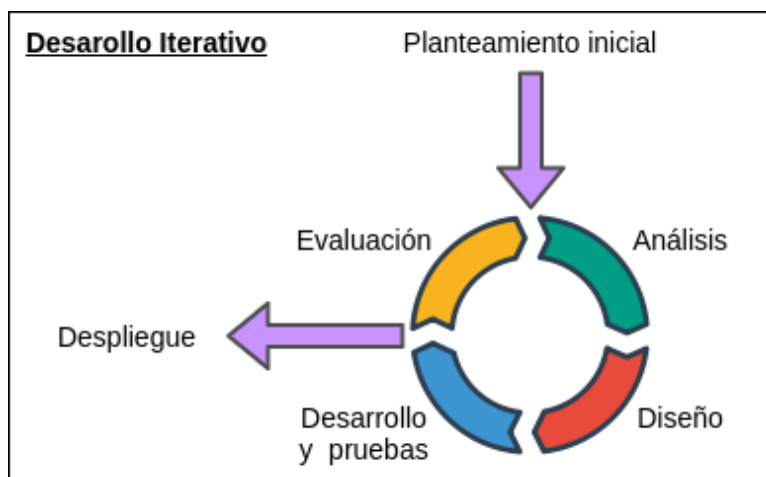 Desarollo Iterativo
Planteamiento inicial
Evaluación
Análisis
Despliegue
Desarrollo
y pruebas
Diseño